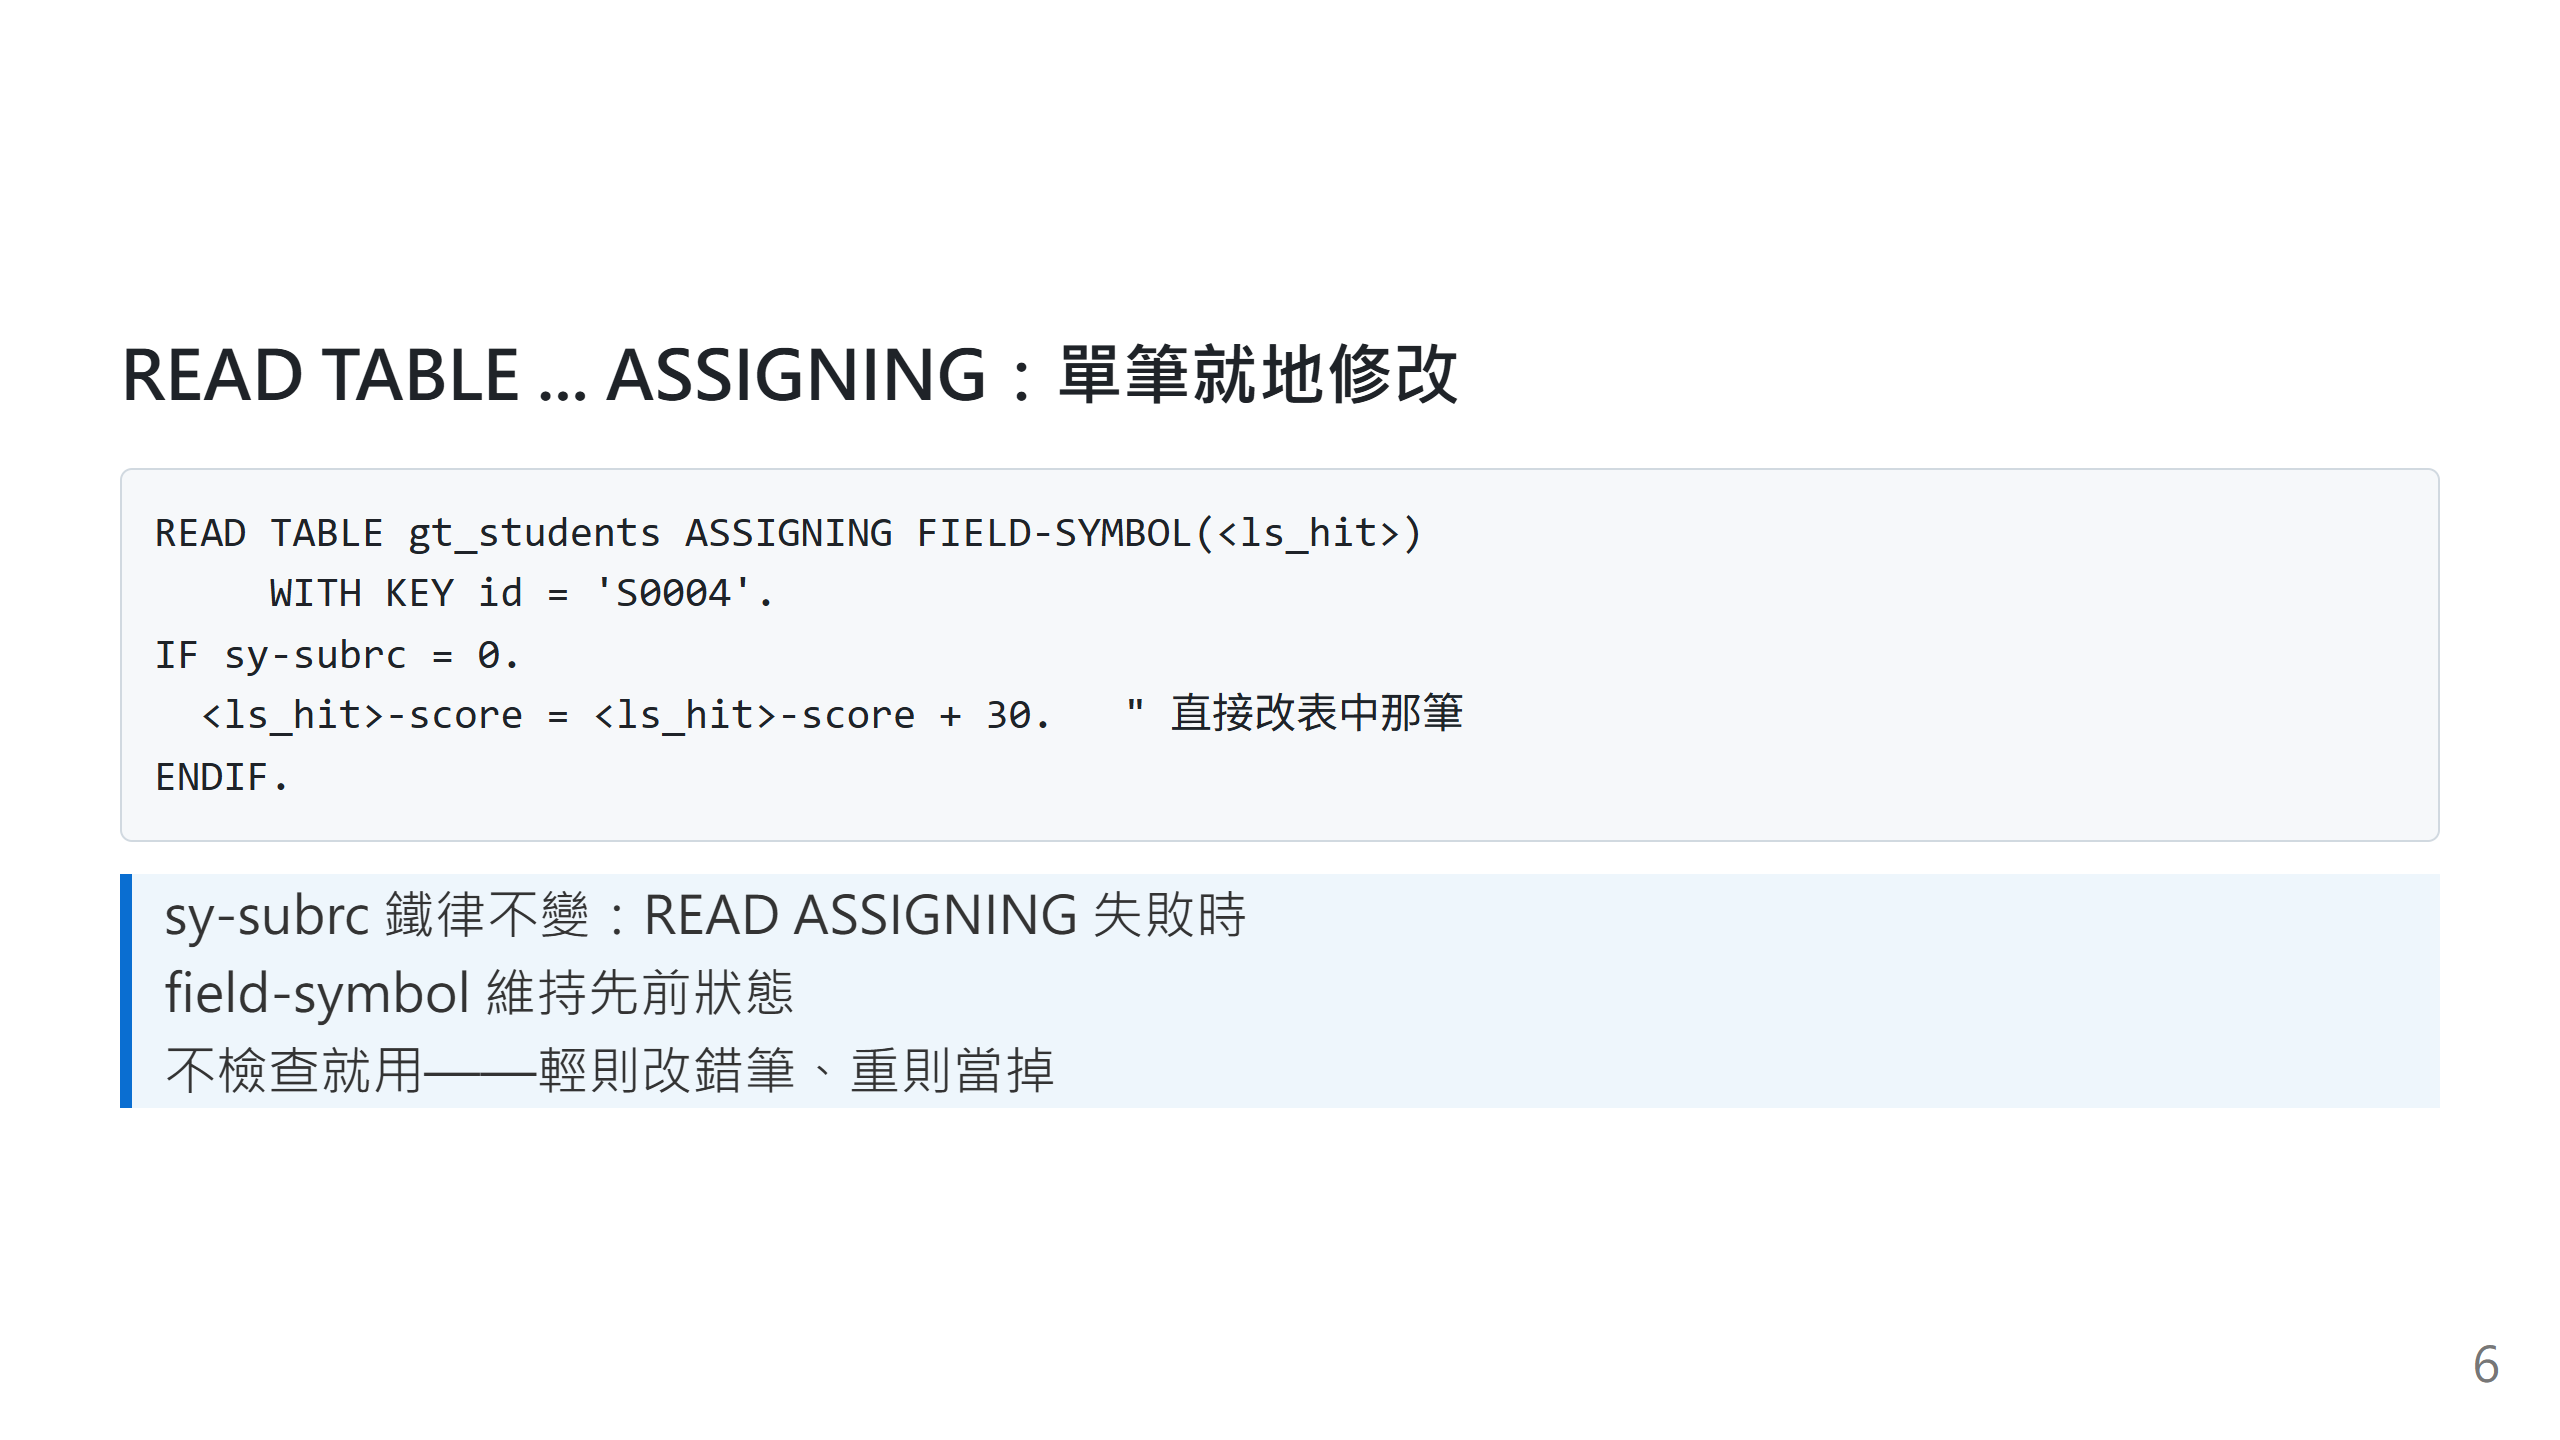 READ TABLE ... ASSIGNING：單筆就地修改
READ TABLE gt_students ASSIGNING FIELD-SYMBOL(<ls_hit>)
     WITH KEY id = 'S0004'.
IF sy-subrc = 0.
  <ls_hit>-score = <ls_hit>-score + 30.   " 直接改表中那筆
ENDIF.
sy-subrc 鐵律不變：READ ASSIGNING 失敗時
field-symbol 維持先前狀態
不檢查就用——輕則改錯筆、重則當掉
6